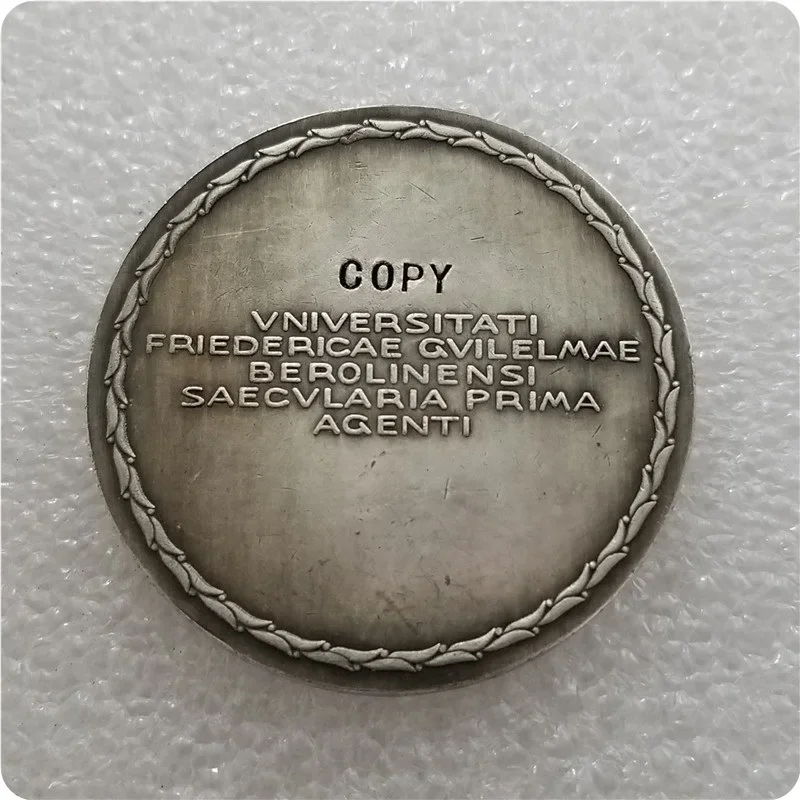 COPY
VNIVERSITATI
FRIEDERICAE GVILELMAE
BEROLINENSI
SAECVLARIA PRIMA
AGENTI